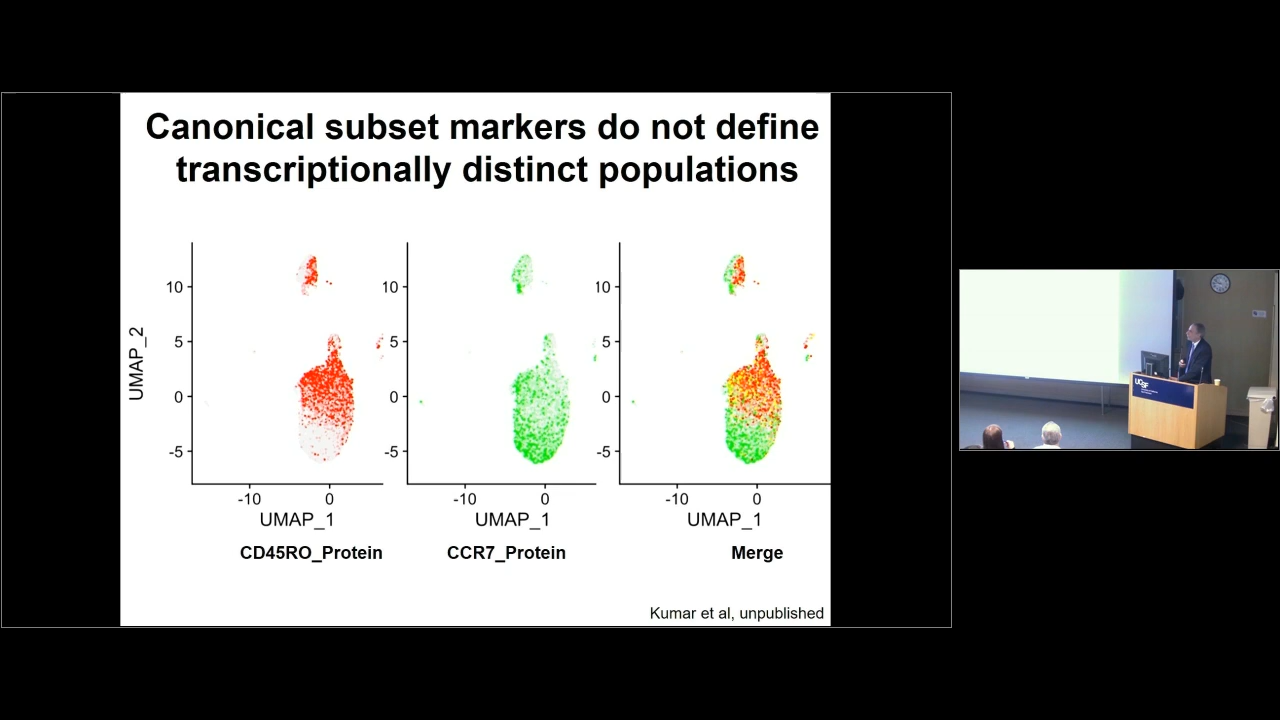 Canonical subset markers do not define
transcriptionally distinct populations
UMAP_2
10
5
0
-5
-10
0
UMAP_1
CD45RO_Protein
10
5
0
-5
-10
0
UMAP_1
CCR7_Protein
10
5
0
-5
-10
0
UMAP_1
Merge
Kumar et al, unpublished
UCSF